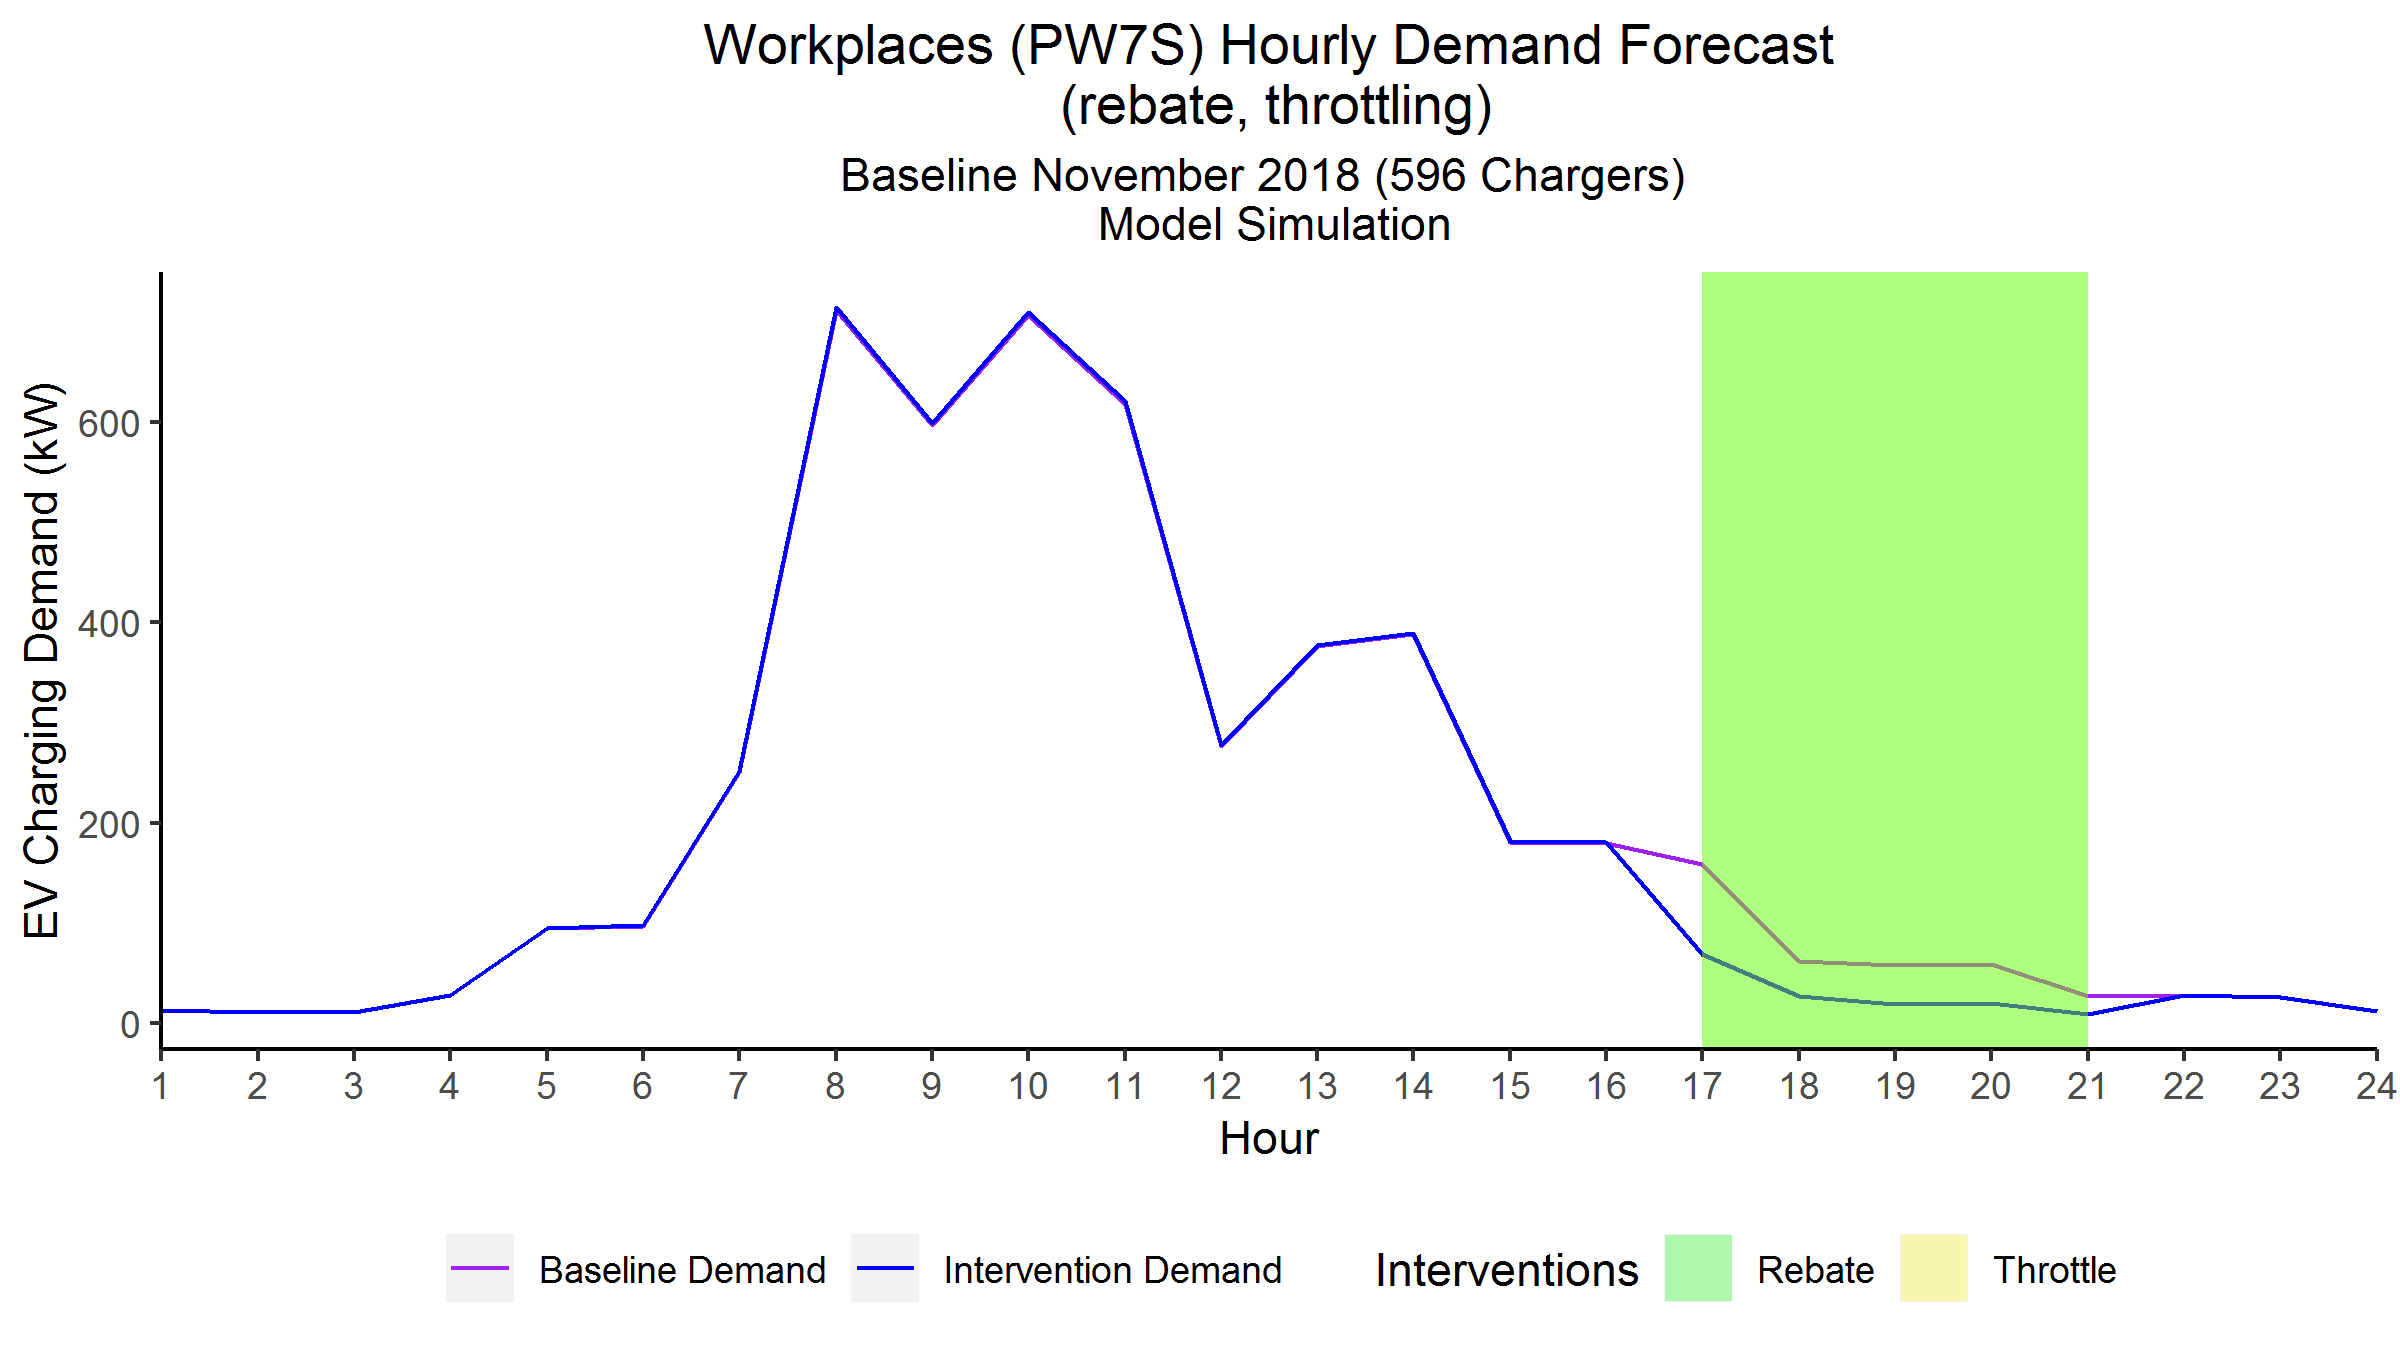 Workplaces (PW7S) Hourly Demand Forecast
(rebate, throttling)
Baseline November 2018 (596 Chargers)
Model Simulation
EV Charging Demand (kW)
600
400
200
0
1 2 3 4 5 6 7 8 9 10 11 12 13 14 15 16 17 18 19 20 21 22 23 24
Hour
Baseline Demand Intervention Demand Interventions Rebate Throttle